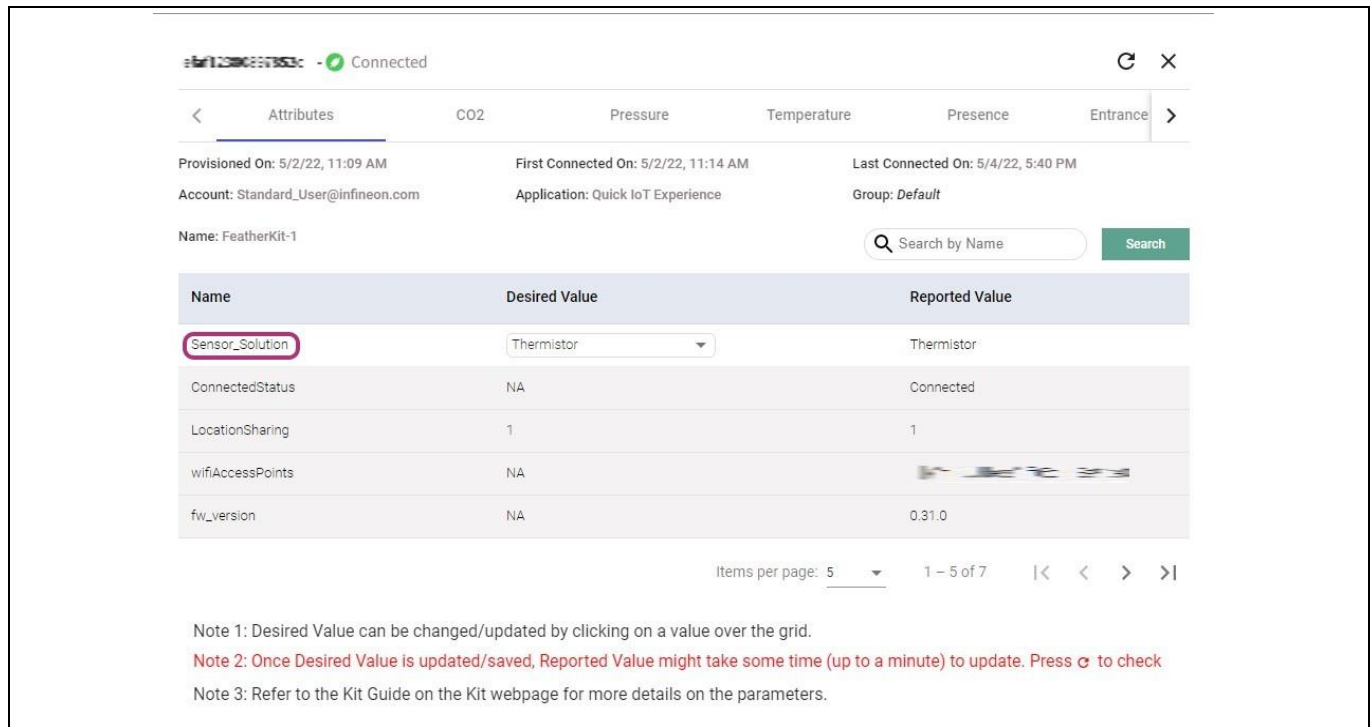 - Connected
Attributes CO2 Pressure Temperature Presence Entrance
Provisioned On: 5/2/22, 11:09 AM First Connected On: 5/2/22, 11:14 AM Last Connected On: 5/4/22, 5:40 PM
Account: Standard_User@infineon.com Application: Quick IoT Experience Group: Default
Name: FeatherKit-1 Search by Name Search
Name Desired Value Reported Value
Sensor_Solution Thermistor Thermistor
ConnectedStatus NA Connected
LocationSharing 1 1
wifiAccessPoints NA
fw_version NA 0.31.0
Items per page: 5 1 – 5 of 7
Note 1: Desired Value can be changed/updated by clicking on a value over the grid.
Note 2: Once Desired Value is updated/saved, Reported Value might take some time (up to a minute) to update. Press to check
Note 3: Refer to the Kit Guide on the Kit webpage for more details on the parameters.